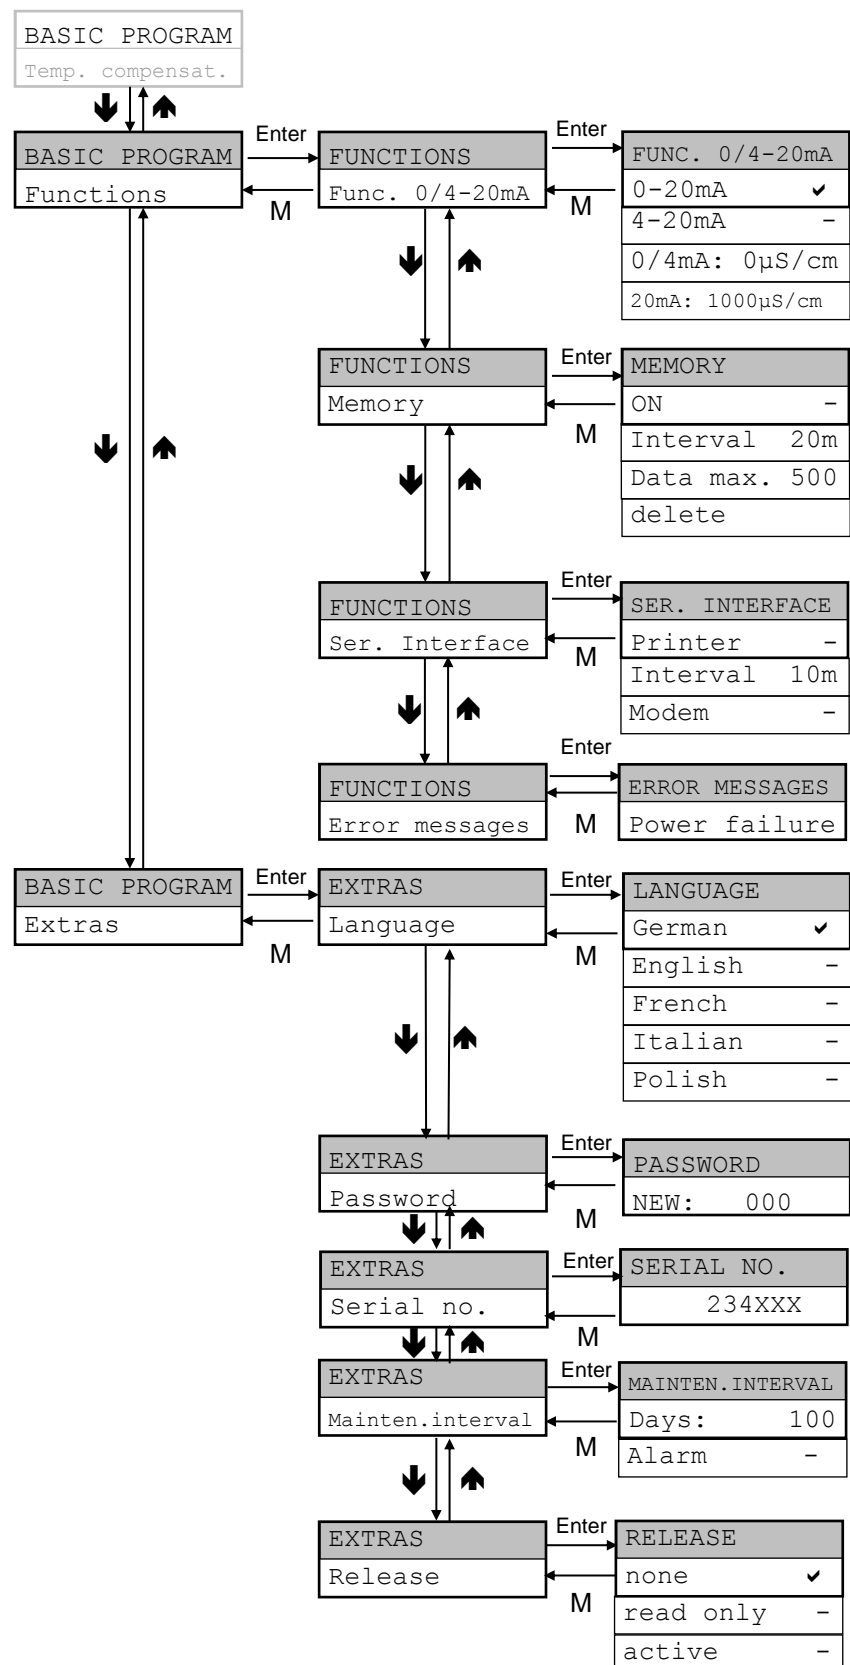 BASIC PROGRAM
Temp. compensat.
BASIC PROGRAM
Functions
Enter
M
FUNCTIONS
Func. 0/4-20mA
Enter
M
FUNC. 0/4-20mA
0-20mA ✔
4-20mA -
0/4mA: 0µS/cm
20mA: 1000µS/cm
FUNCTIONS
Memory
Enter
M
MEMORY
ON -
Interval 20m
Data max. 500
delete
FUNCTIONS
Ser. Interface
Enter
M
SER. INTERFACE
Printer -
Interval 10m
Modem -
FUNCTIONS
Error messages
Enter
M
ERROR MESSAGES
Power failure
BASIC PROGRAM
Extras
Enter
M
EXTRAS
Language
Enter
M
LANGUAGE
German ✔
English -
French -
Italian -
Polish -
EXTRAS
Password
Enter
M
PASSWORD
NEW: 000
EXTRAS
Serial no.
Enter
M
SERIAL NO.
234XXX
EXTRAS
Mainten.interval
Enter
M
MAINTEN.INTERVAL
Days: 100
Alarm -
EXTRAS
Release
Enter
M
RELEASE
none ✔
read only -
active -